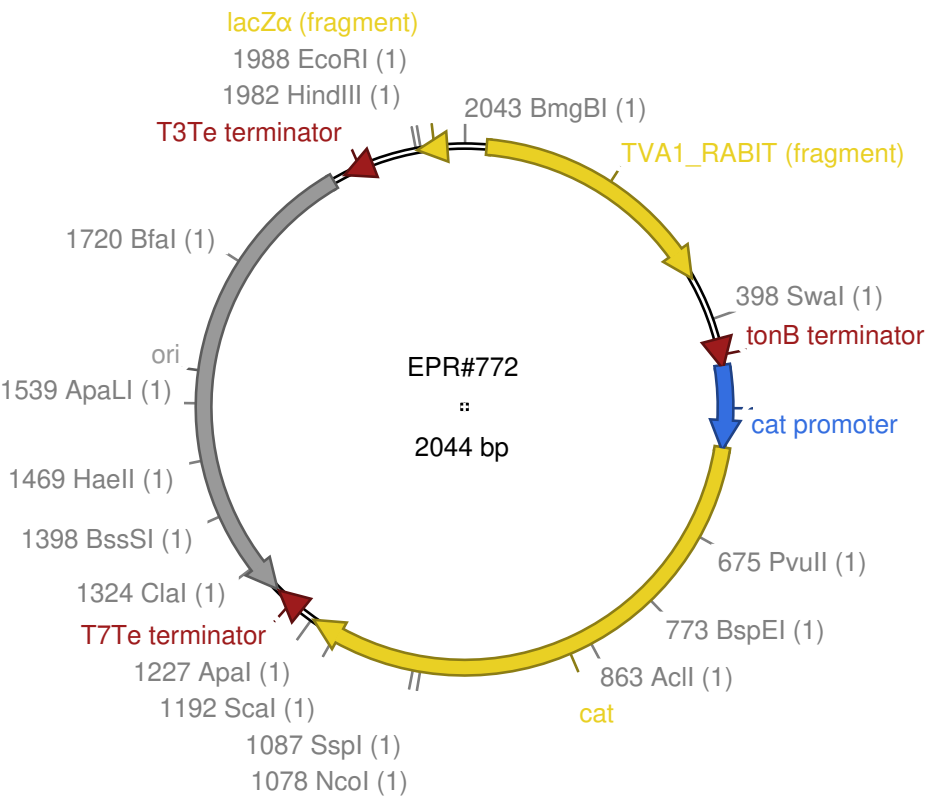 lacZα (fragment)
1988 EcoRI (1)
1982 HindIII (1)
2043 BmgBI (1)
T3Te terminator
TVA1_RABIT (fragment)
1720 BfaI (1)
398 SwaI (1)
tonB terminator
ori
EPR#772
1539 ApaLI (1)
cat promoter
2044 bp
1469 HaeII (1)
1398 BssSI (1)
675 PvuII (1)
1324 ClaI (1)
773 BspEI (1)
T7Te terminator
1227 ApaI (1)
863 AclI (1)
1192 ScaI (1)
cat
1087 SspI (1)
1078 NcoI (1)